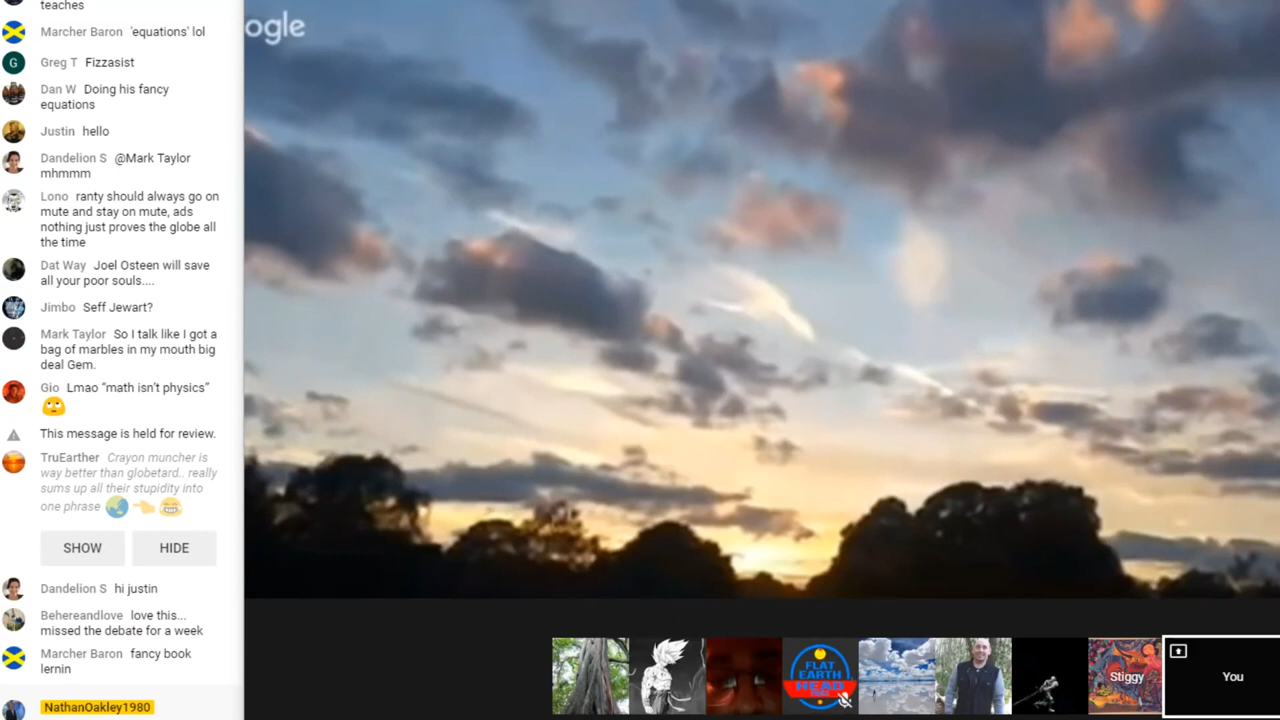 teaches
Marcher Baron 'equations' lol
Greg T Fizzasist
Dan W Doing his fancy
equations
Justin hello
Dandelion S @Mark Taylor
mhmmm
Lono ranty should always go on
mute and stay on mute, ads
nothing just proves the globe all
the time
Dat Way Joel Osteen will save
all your poor souls....
Jimbo Seff Jewart?
Mark Taylor So I talk like I got a
bag of marbles in my mouth big
deal Gem.
Gio Lmao “math isn't physics”
This message is held for review.
TruEarther Crayon muncher is
way better than globetard.. really
sums up all their stupidity into
one phrase
SHOW HIDE
Dandelion S hi justin
Behereandlove love this...
missed the debate for a week
Marcher Baron fancy book
lernin
NathanOakley1980
ogle
G
FLAT
EARTH
HEAD
Stiggy
You